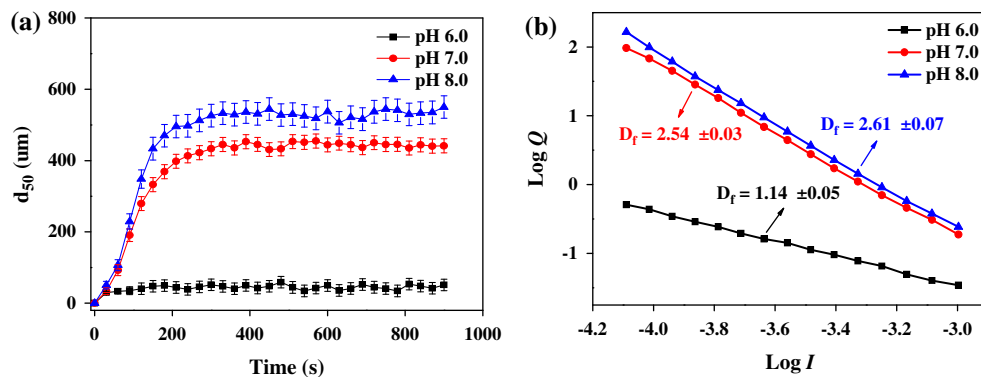 (a)
800
600
400
200
0
d50 (um)
0 200 400 600 800 1000
Time (s)
pH 6.0
pH 7.0
pH 8.0
(b)
2
1
0
-1
Log Q
-4.2 -4.0 -3.8 -3.6 -3.4 -3.2 -3.0
Log I
pH 6.0
pH 7.0
pH 8.0
Df = 2.54 ±0.03
Df = 2.61 ±0.07
Df = 1.14 ±0.05